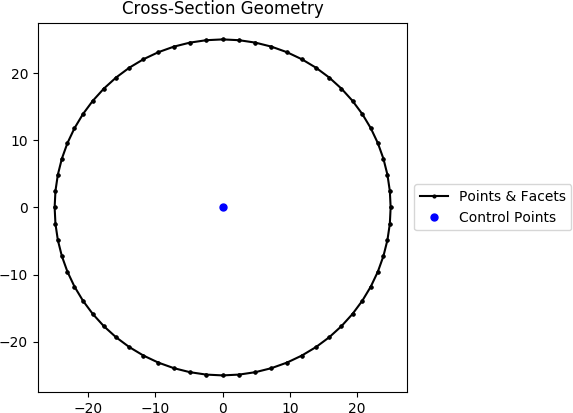 Cross-Section Geometry
20
10
0
−10
−20
−20 −10 0 10 20
Points & Facets
Control Points